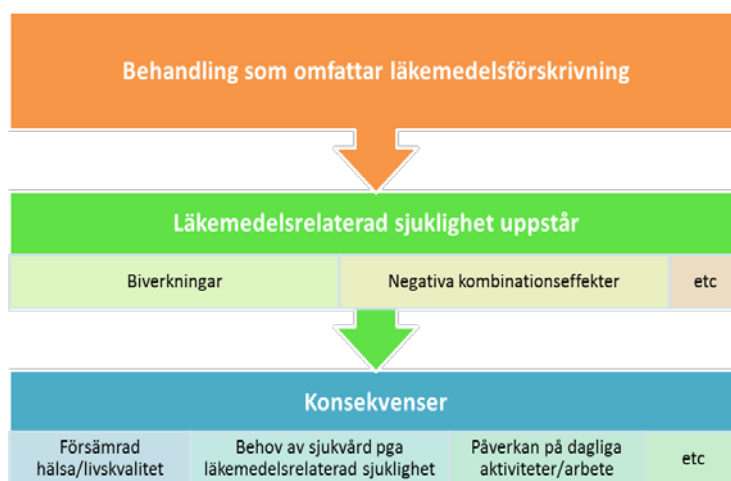 Behandling som omfattar läkemedelsförskrivning
Läkemedelsrelaterad sjuklighet uppstår
Biverkningar
Negativa kombinationseffekter
etc
Konsekvenser
Försämrad
hälsa/livskvalitet
Behov av sjukvård pga
läkemedelsrelaterad sjuklighet
Påverkan på dagliga
aktiviteter/arbete
etc